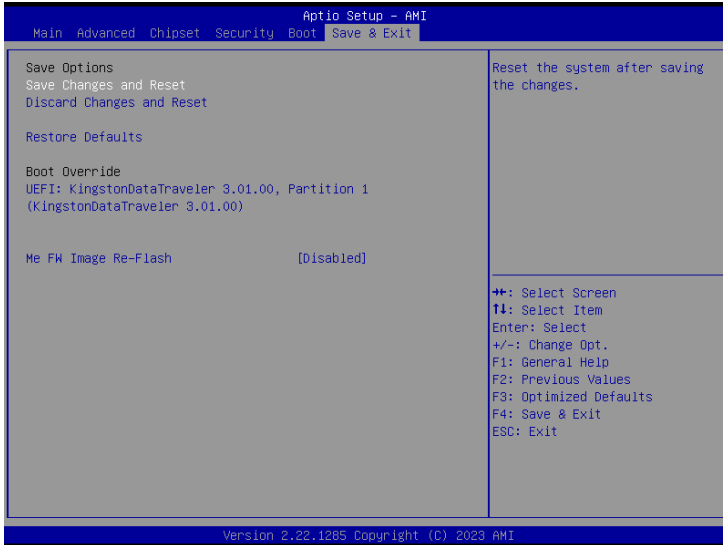 Aptio Setup – AMI
Main Advanced Chipset Security Boot Save & Exit
Save Options
Save Changes and Reset
Discard Changes and Reset
Restore Defaults
Boot Override
UEFI: KingstonDataTraveler 3.01.00, Partition 1
(KingstonDataTraveler 3.01.00)
Me FW Image Re-Flash [Disabled]
Reset the system after saving
the changes.
→←: Select Screen
↑↓: Select Item
Enter: Select
+/-: Change Opt.
F1: General Help
F2: Previous Values
F3: Optimized Defaults
F4: Save & Exit
ESC: Exit
Version 2.22.1285 Copyright (C) 2023 AMI